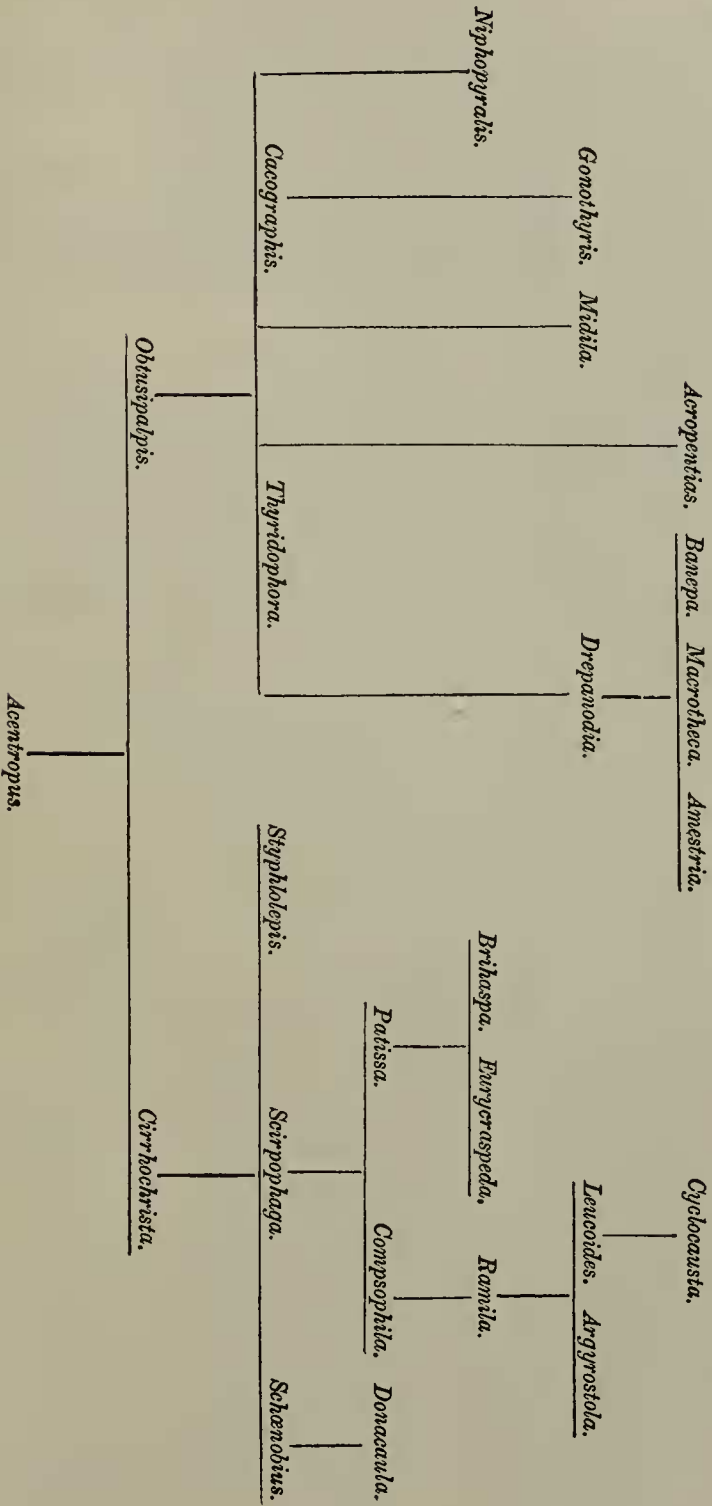 Acropentias. Banepa. Macrotheca. Amestria. Cyclocausta.
Gonothyris. Midila. Drepanodia. Leucoides. Argyrostola.
Niphopyralis. Brihaspa. Eurycraspeda. Ramila.
Patissa. Compsophila. Donacaula.
Cacographis. Thyridophora. Styphlolepis. Scirpophaga. Schœnobius.
Obtusipalpis. Cirrhochrista.
Acentropus.